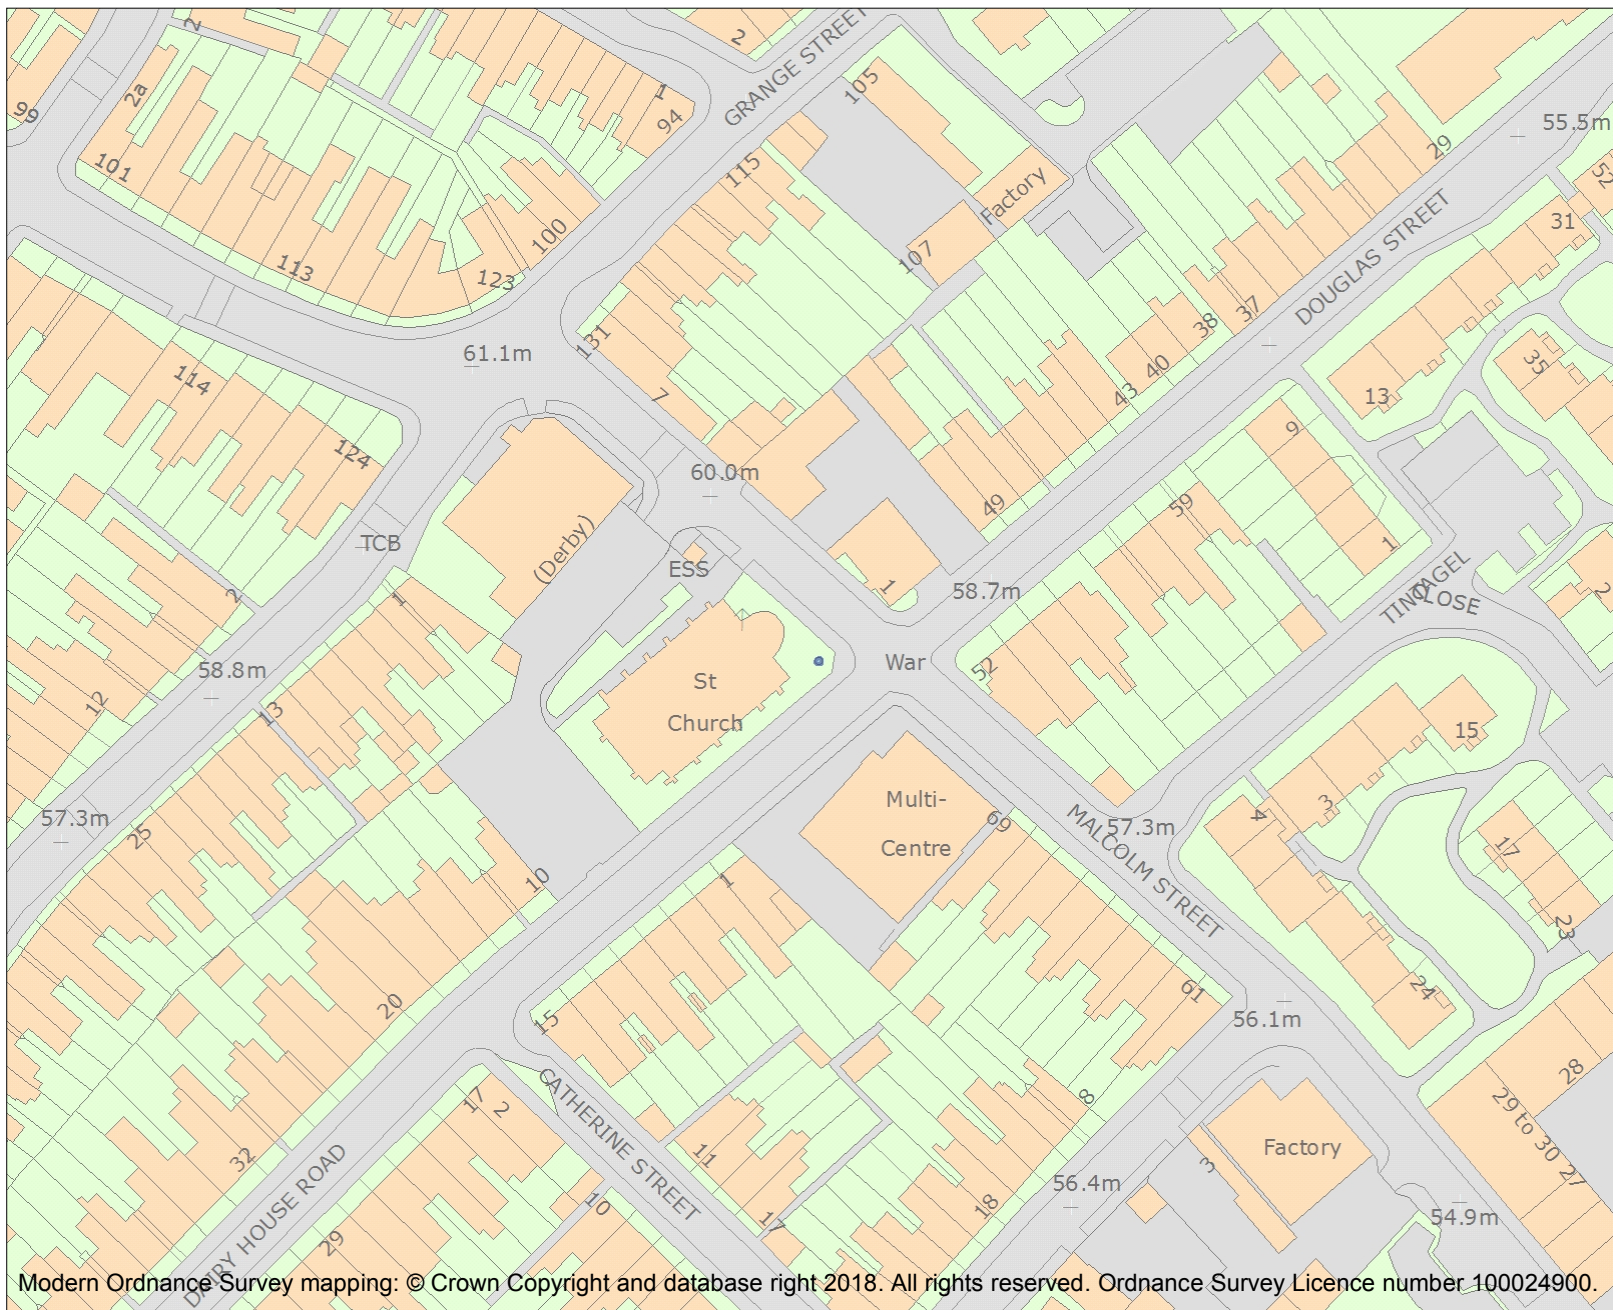 2
2
GRANGE STREET
105
1
94
99
2a
55.5m
29
101
115
Factory
52
31
100
107
113
123
DOUGLAS STREET
38
37
131
61.1m
35
114
7
40
43
13
9
124
60.0m
49
59
TCB
(Derby)
1
ESS
1
58.7m
TINTAGEL
CLOSE
2
2
1
58.8m
War
52
St
Church
12
13
15
Multi-
Centre
69
MALCOLM STREET
57.3m
4
3
57.3m
25
17
10
1
23
20
61
24
15
56.1m
CATHERINE STREET
17
2
8
28
29 to 30
27
11
Factory
3
32
DAIRY HOUSE ROAD
56.4m
10
18
17
54.9m
29
Modern Ordnance Survey mapping: © Crown Copyright and database right 2018. All rights reserved. Ordnance Survey Licence number 100024900.